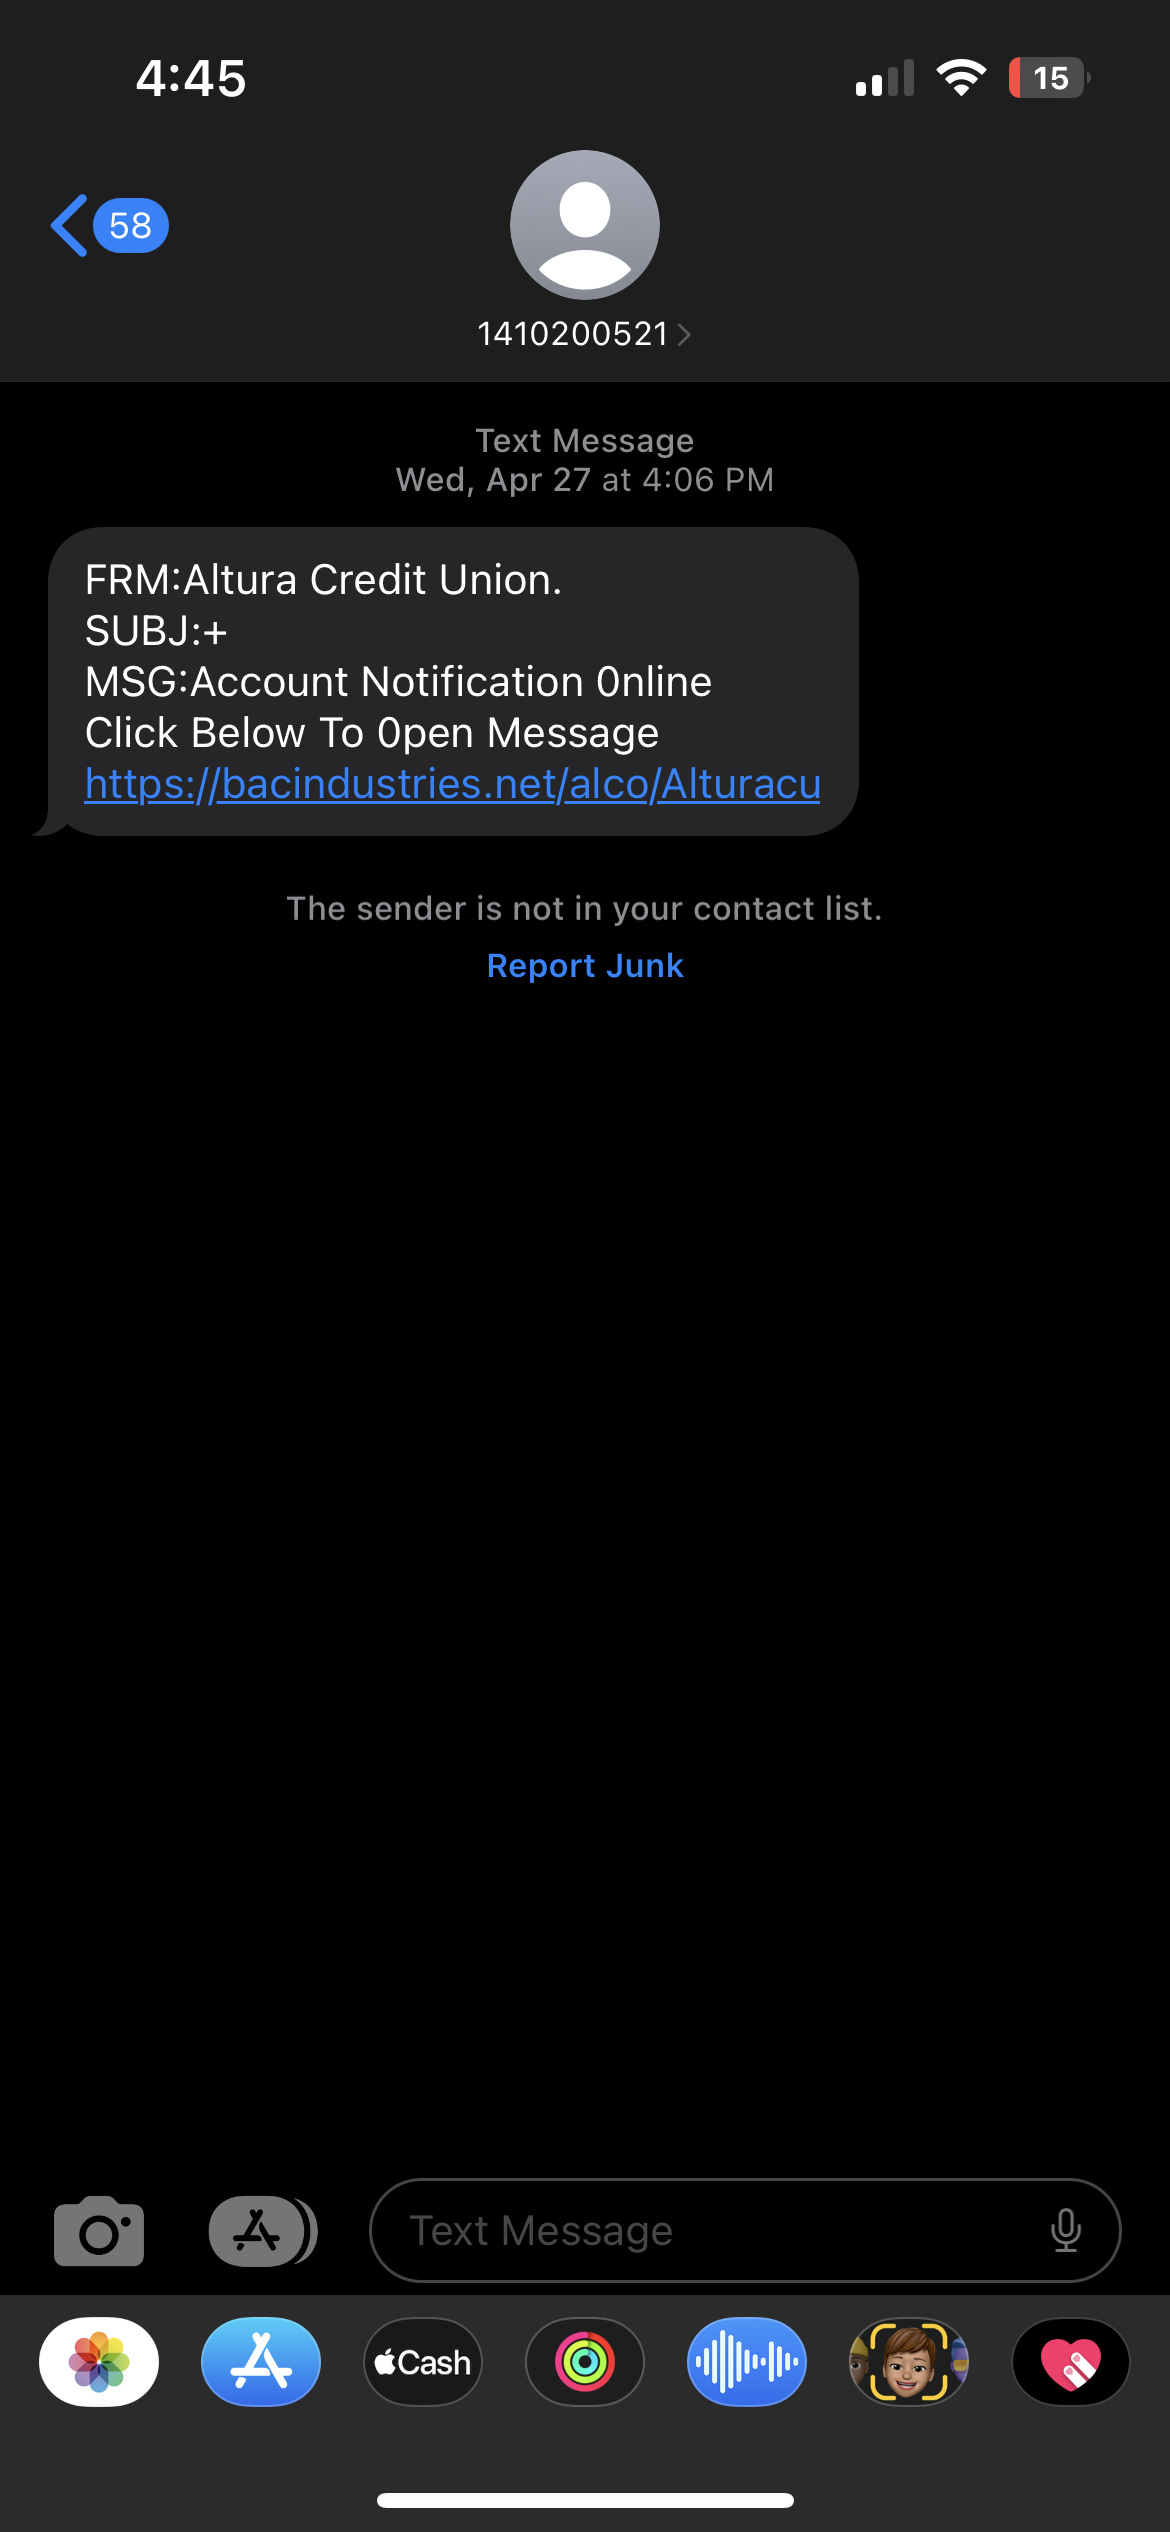 4:45
15
58
1410200521
Text Message
Wed, Apr 27 at 4:06 PM
FRM:Altura Credit Union.
SUBJ:+
MSG:Account Notification 0nline
Click Below To 0pen Message
https://bacindustries.net/alco/Alturacu
The sender is not in your contact list.
Report Junk
Text Message
Cash